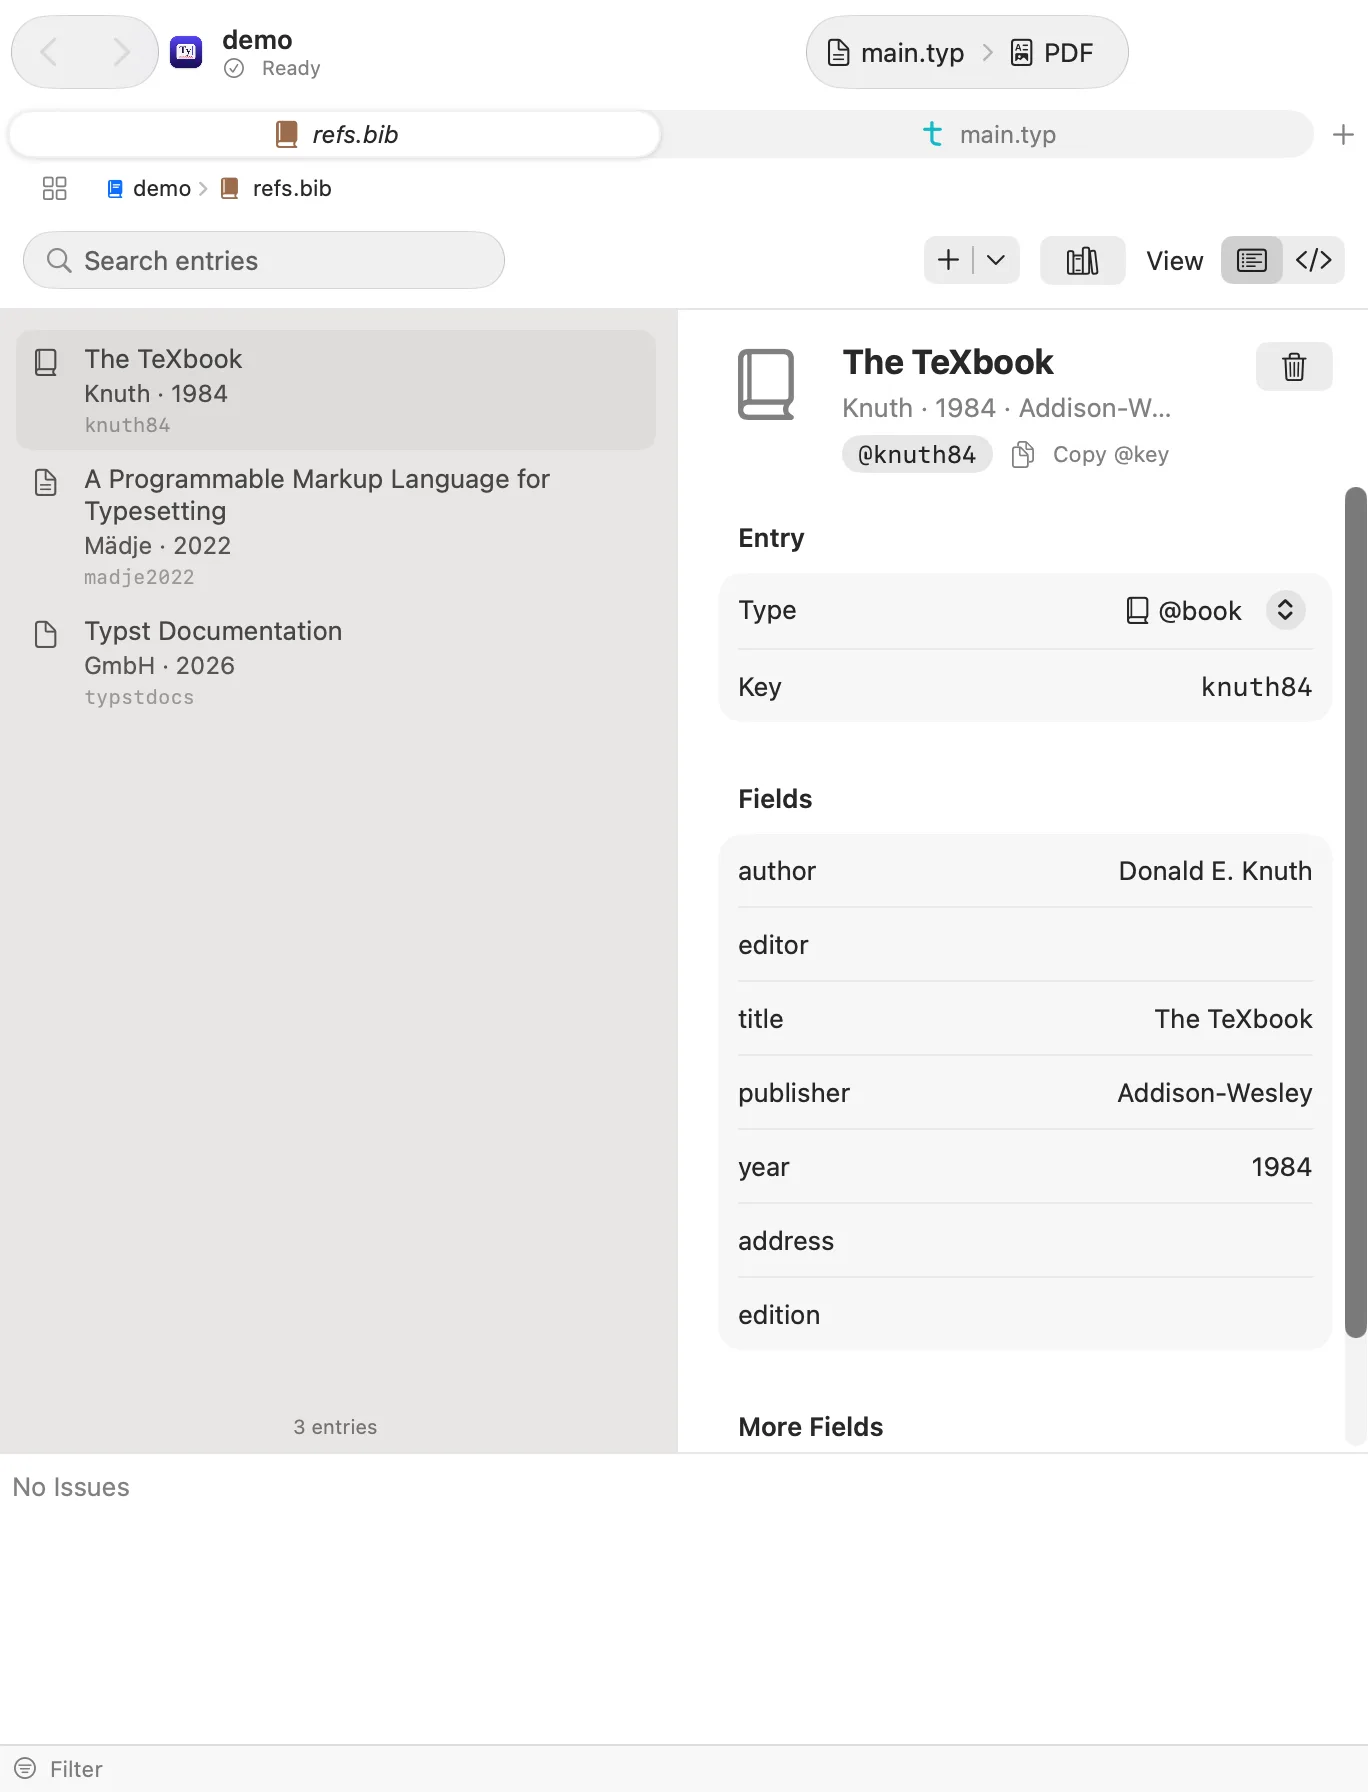 demo
Ready
main.typ
PDF
refs.bib
main.typ
demo
refs.bib
Search entries
View
The TeXbook
Knuth · 1984
knuth84
A Programmable Markup Language for
Typesetting
Mädje · 2022
madje2022
Typst Documentation
GmbH · 2026
typstdocs
3 entries
The TeXbook
Knuth · 1984 · Addison-W...
@knuth84
Copy @key
Entry
Type @book
Key knuth84
Fields
author Donald E. Knuth
editor
title The TeXbook
publisher Addison-Wesley
year 1984
address
edition
More Fields
No Issues
Filter